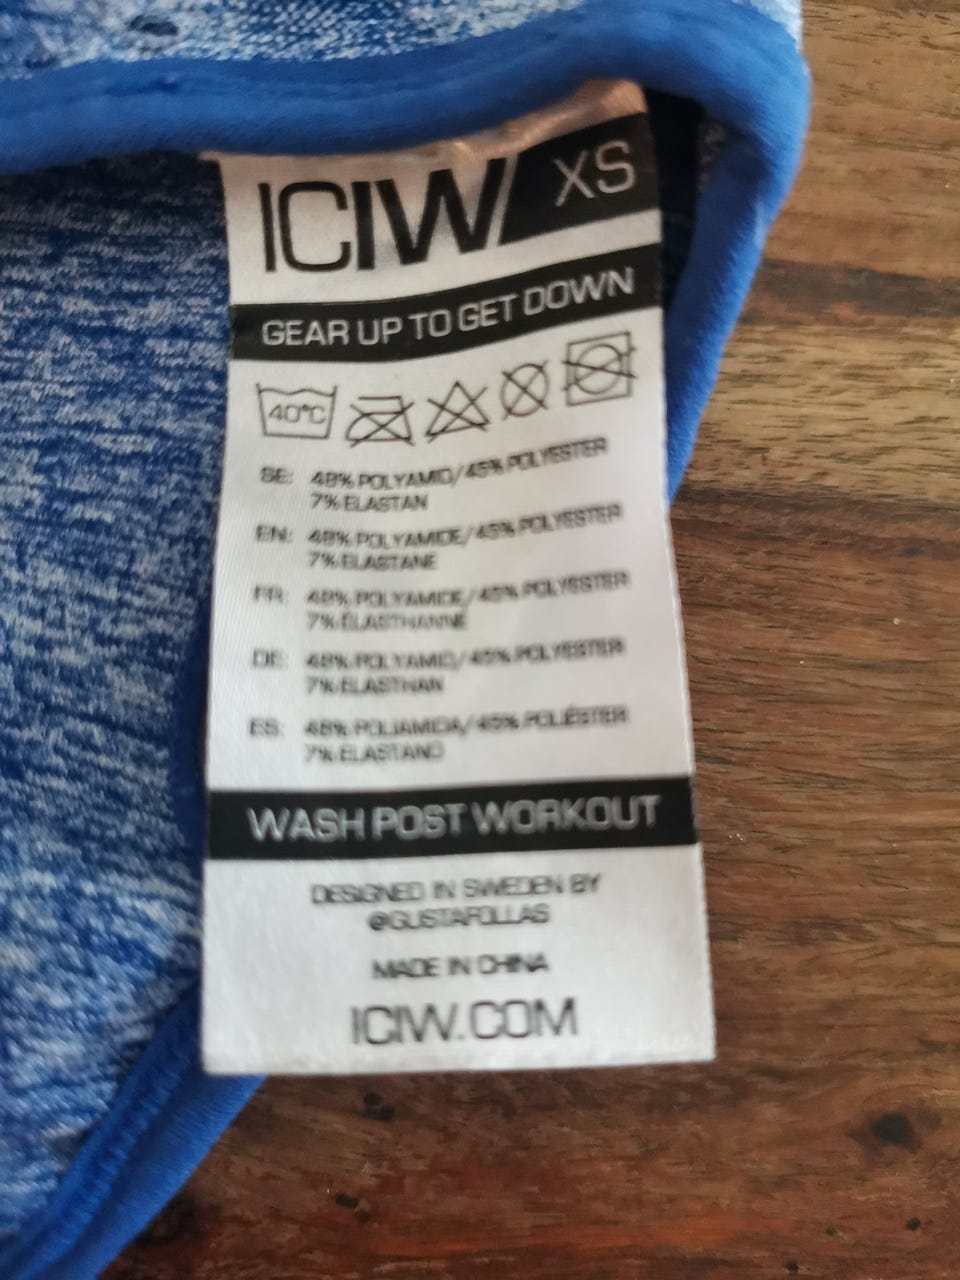 ICIW XS
GEAR UP TO GET DOWN
40°C
SE: 48% POLYAMID/45% POLYESTER
7% ELASTAN
EN: 48% POLYAMIDE/45% POLYESTER
7% ELASTANE
FR: 48% POLYAMIDE/45% POLYESTER
7% ÉLASTHANNE
DE: 48% POLYAMID/45% POLYESTER
7% ELASTHAN
ES: 48% POLIAMIDA/45% POLIÉSTER
7% ELASTANO
WASH POST WORKOUT
DESIGNED IN SWEDEN BY
@GUSTAFOLLAS
MADE IN CHINA
ICIW.COM